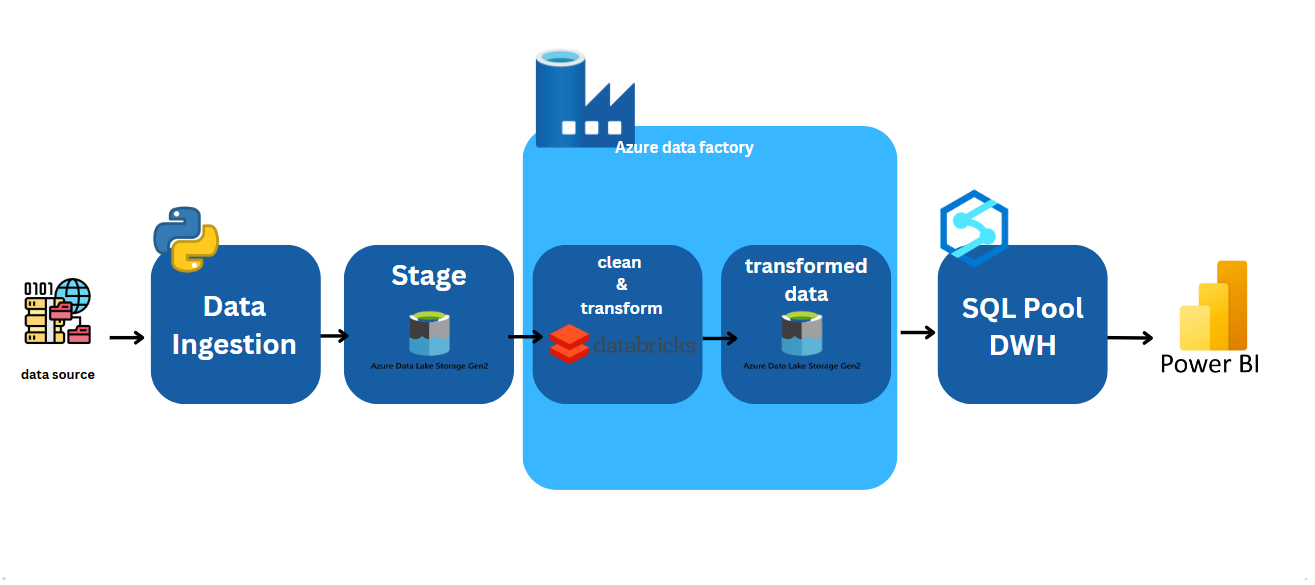 Azure data factory
0101
data source
Data
Ingestion
Stage
Azure Data Lake Storage Gen2
clean
&
transform
databricks
transformed
data
Azure Data Lake Storage Gen2
SQL Pool
DWH
Power BI